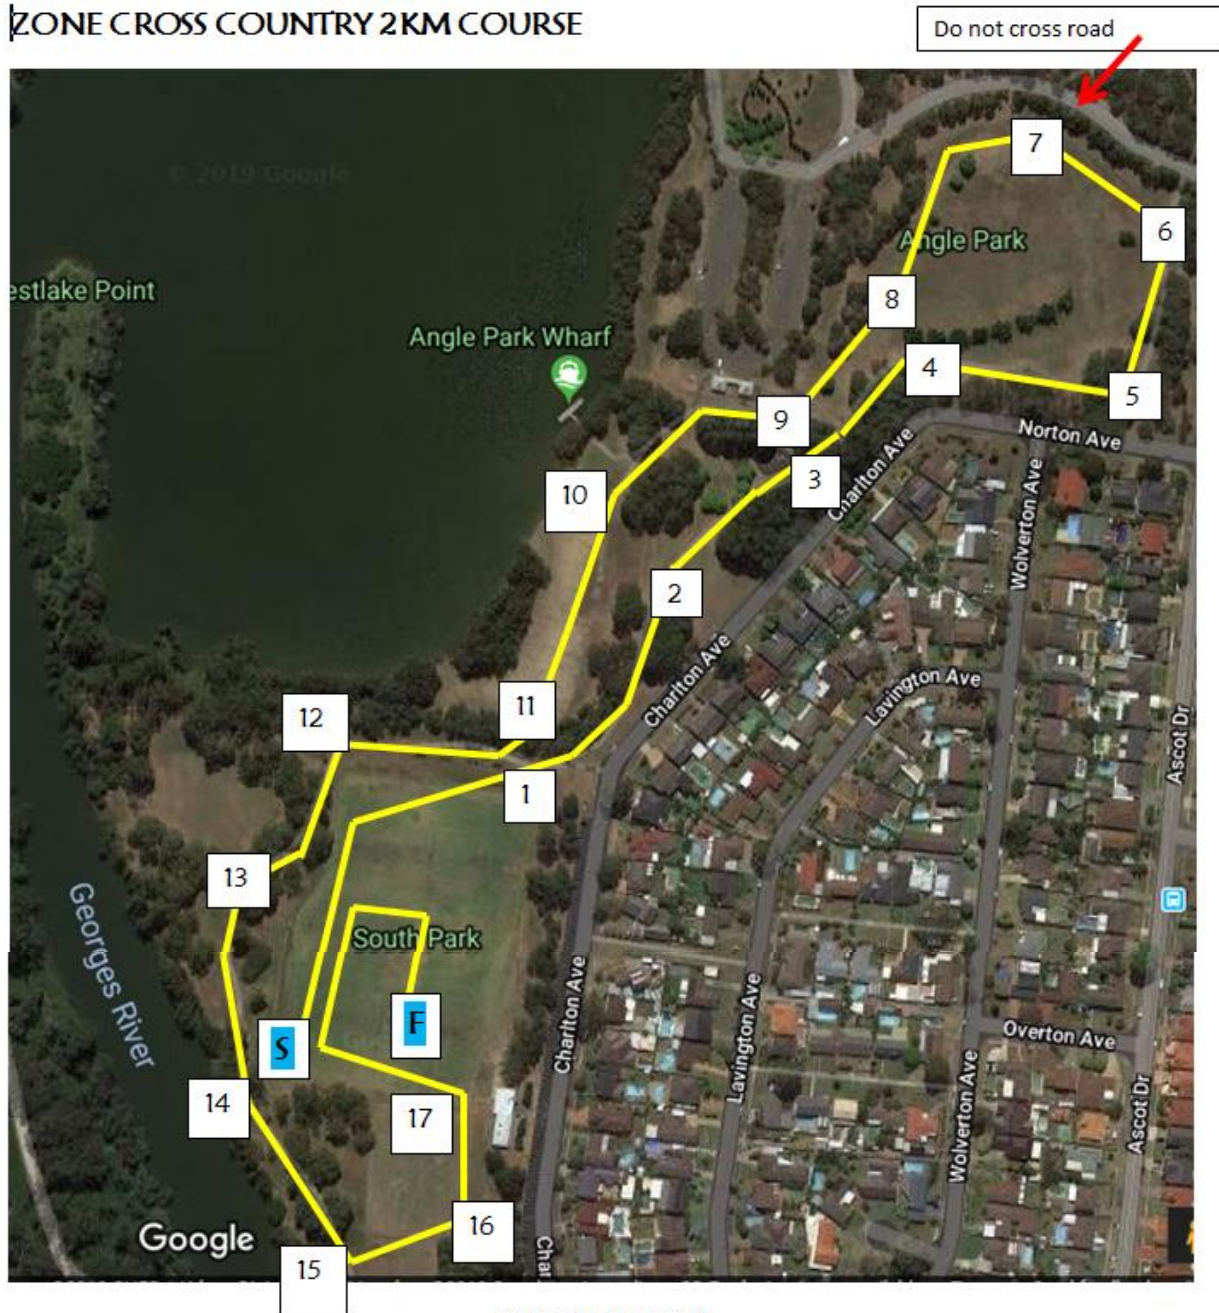 ZONE CROSS COUNTRY 2KM COURSE
Do not cross road
© 2019 Google
7
Angle Park
6
estlake Point
8
Angle Park Wharf
4
5
9
Norton Ave
Charlton Ave
3
10
Wolverton Ave
2
Charlton Ave
Lavington Ave
11
12
Ascot Dr
1
13
South Park
Georges River
Charlton Ave
Lavington Ave
F
S
Overton Ave
14
17
Wolverton Ave
Ascot Dr
16
Google
15
Char